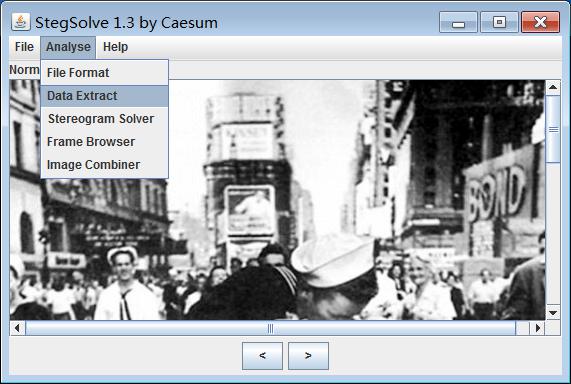 StegSolve 1.3 by Caesum
File Analyse Help
Norm
File Format
Data Extract
Stereogram Solver
Frame Browser
Image Combiner
BOND
< >